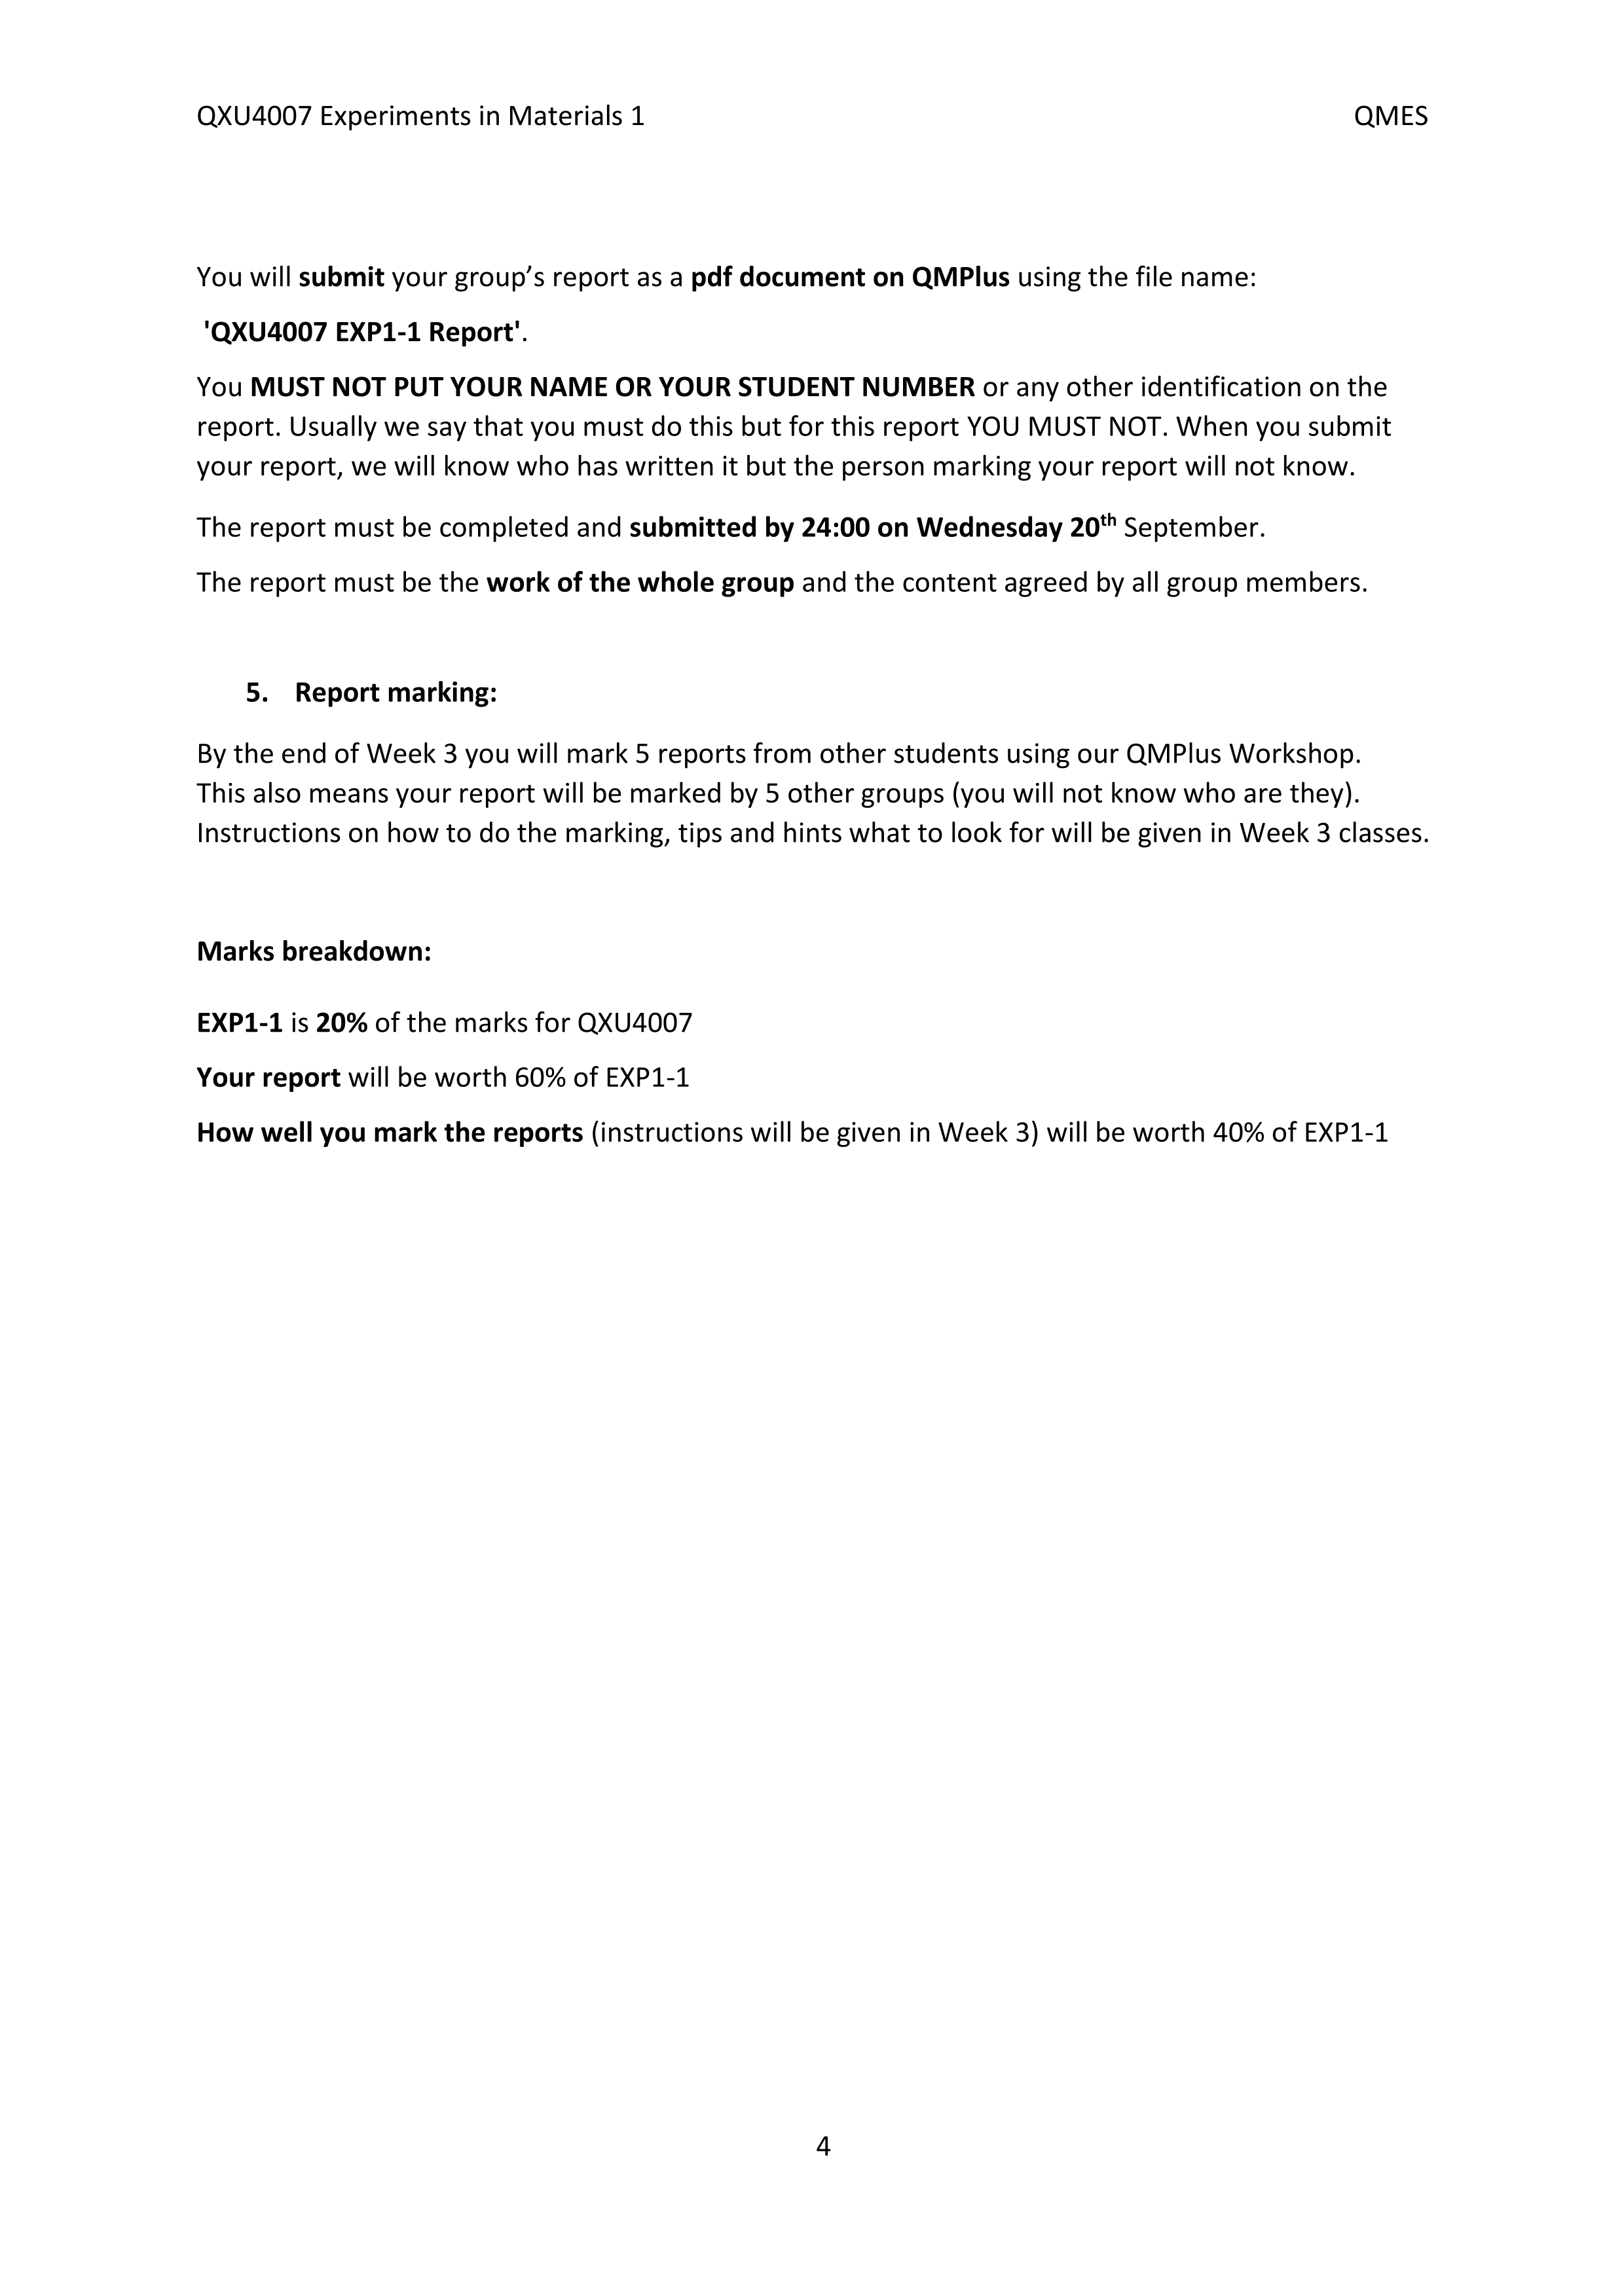 QXU4007 Experiments in Materials 1 QMES
You will submit your group’s report as a pdf document on QMPlus using the file name:
'QXU4007 EXP1-1 Report'.
You MUST NOT PUT YOUR NAME OR YOUR STUDENT NUMBER or any other identification on the
report. Usually we say that you must do this but for this report YOU MUST NOT. When you submit
your report, we will know who has written it but the person marking your report will not know.
The report must be completed and submitted by 24:00 on Wednesday 20th September.
The report must be the work of the whole group and the content agreed by all group members.
5. Report marking:
By the end of Week 3 you will mark 5 reports from other students using our QMPlus Workshop.
This also means your report will be marked by 5 other groups (you will not know who are they).
Instructions on how to do the marking, tips and hints what to look for will be given in Week 3 classes.
Marks breakdown:
EXP1-1 is 20% of the marks for QXU4007
Your report will be worth 60% of EXP1-1
How well you mark the reports (instructions will be given in Week 3) will be worth 40% of EXP1-1
4